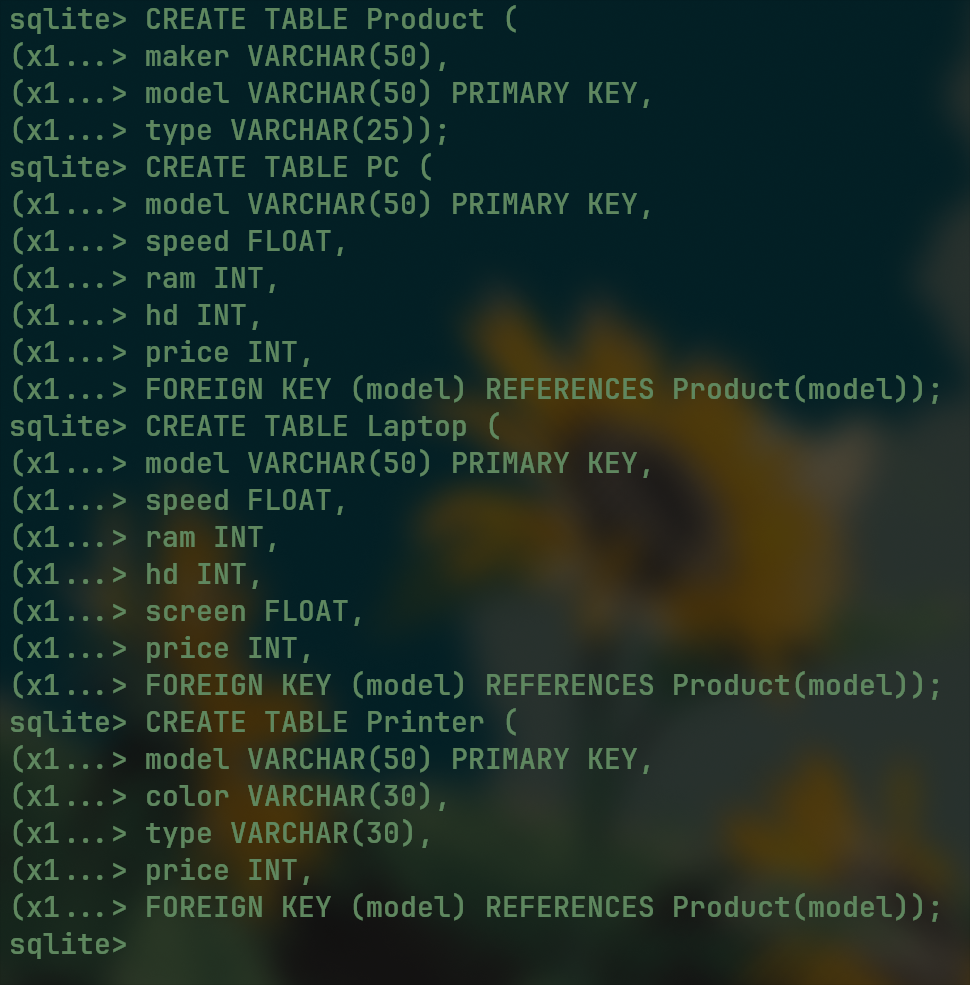 sqlite> CREATE TABLE Product (
(x1...> maker VARCHAR(50),
(x1...> model VARCHAR(50) PRIMARY KEY,
(x1...> type VARCHAR(25));
sqlite> CREATE TABLE PC (
(x1...> model VARCHAR(50) PRIMARY KEY,
(x1...> speed FLOAT,
(x1...> ram INT,
(x1...> hd INT,
(x1...> price INT,
(x1...> FOREIGN KEY (model) REFERENCES Product(model));
sqlite> CREATE TABLE Laptop (
(x1...> model VARCHAR(50) PRIMARY KEY,
(x1...> speed FLOAT,
(x1...> ram INT,
(x1...> hd INT,
(x1...> screen FLOAT,
(x1...> price INT,
(x1...> FOREIGN KEY (model) REFERENCES Product(model));
sqlite> CREATE TABLE Printer (
(x1...> model VARCHAR(50) PRIMARY KEY,
(x1...> color VARCHAR(30),
(x1...> type VARCHAR(30),
(x1...> price INT,
(x1...> FOREIGN KEY (model) REFERENCES Product(model));
sqlite>